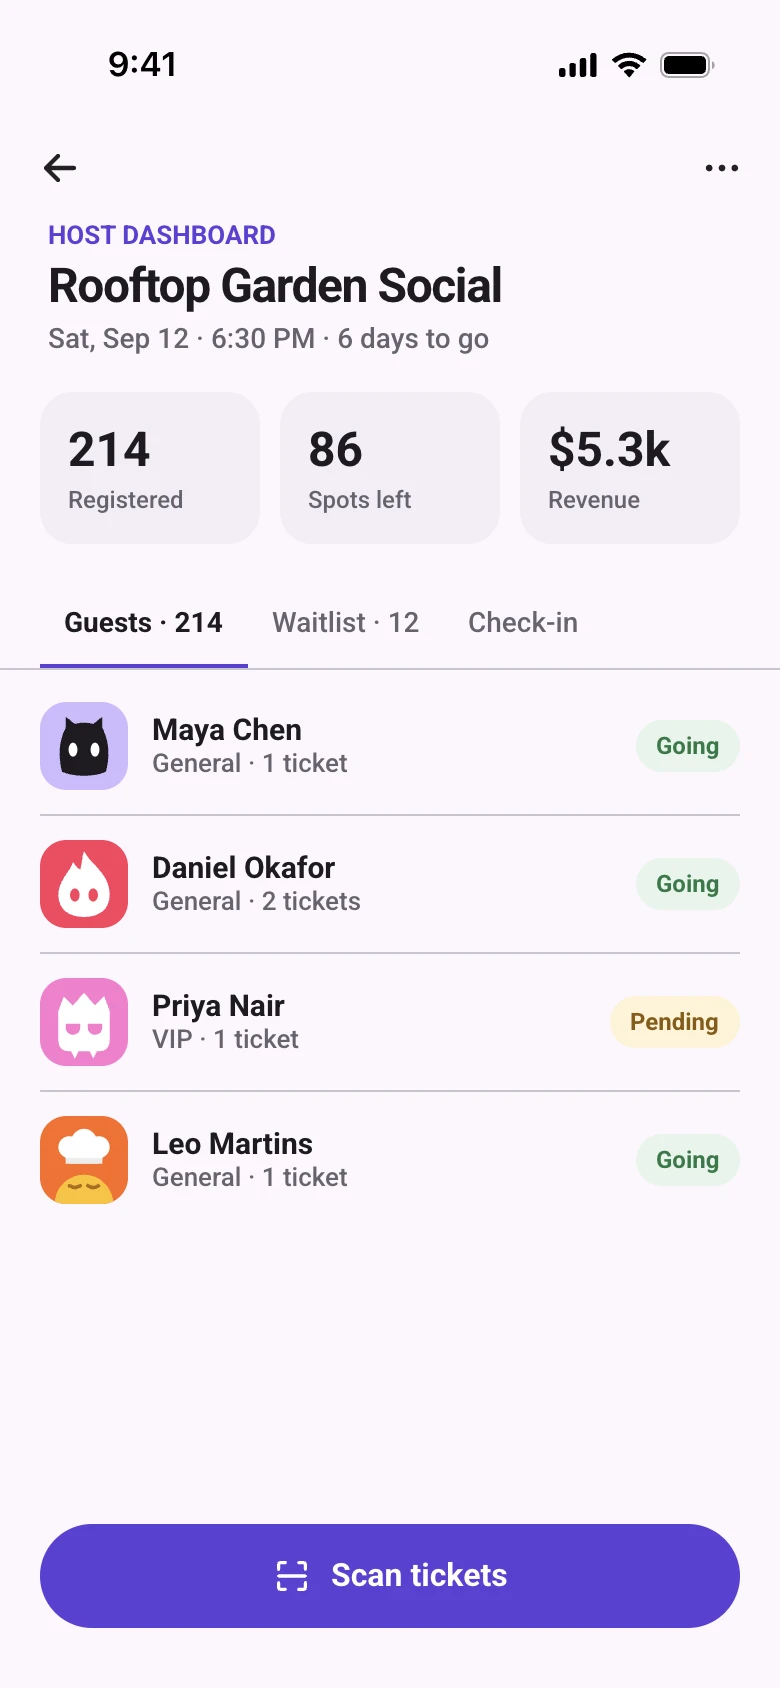 9:41
HOST DASHBOARD
Rooftop Garden Social
Sat, Sep 12 · 6:30 PM · 6 days to go
214
Registered
86
Spots left
$5.3k
Revenue
Guests · 214
Waitlist · 12
Check-in
Maya Chen
General · 1 ticket
Going
Daniel Okafor
General · 2 tickets
Going
Priya Nair
VIP · 1 ticket
Pending
Leo Martins
General · 1 ticket
Going
Scan tickets